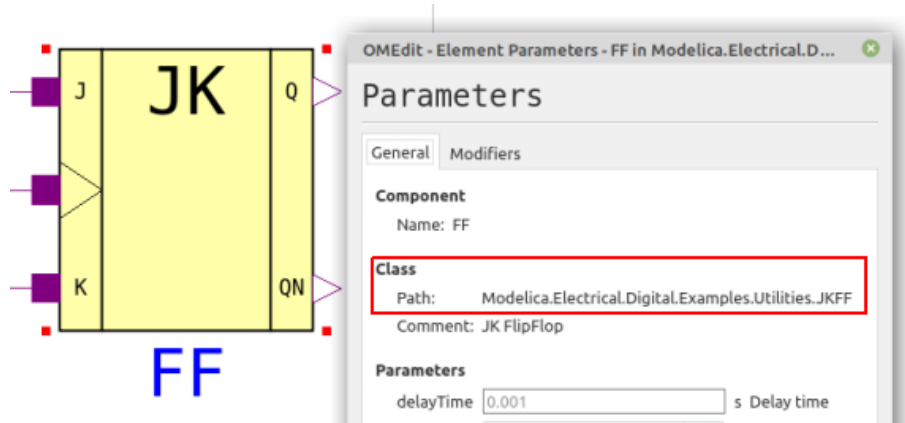 J
JK
Q
K
QN
FF
OMEdit - Element Parameters - FF in Modelica.Electrical.D...
Parameters
General Modifiers
Component
Name: FF
Class
Path: Modelica.Electrical.Digital.Examples.Utilities.JKFF
Comment: JK FlipFlop
Parameters
delayTime 0.001 s Delay time